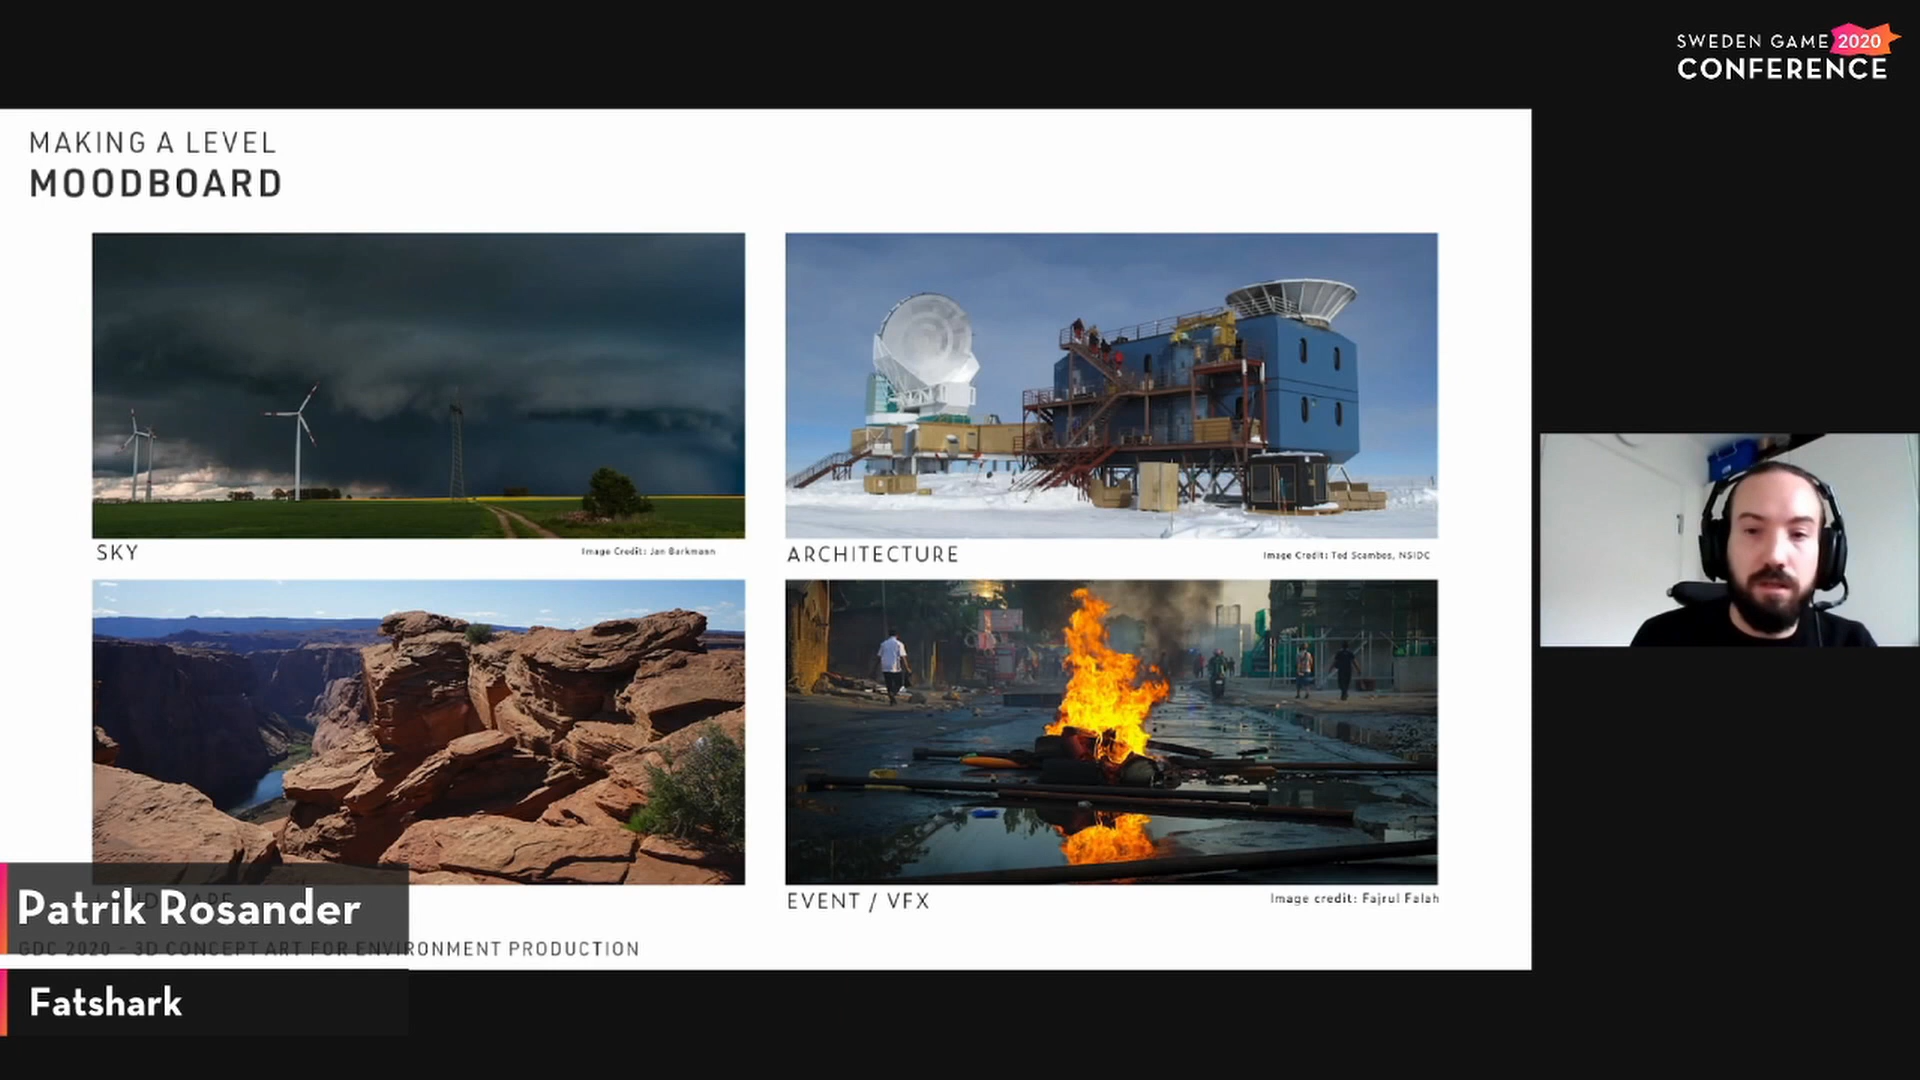 SWEDEN GAME 2020
CONFERENCE
MAKING A LEVEL
MOODBOARD
SKY
Image Credit: Jan Barkmann
ARCHITECTURE
Image Credit: Ted Scambos, NSIDC
EVENT / VFX
Image credit: Fajrul Falah
Patrik Rosander
GDC 2020 - 3D CONCEPT ART FOR ENVIRONMENT PRODUCTION
Fatshark